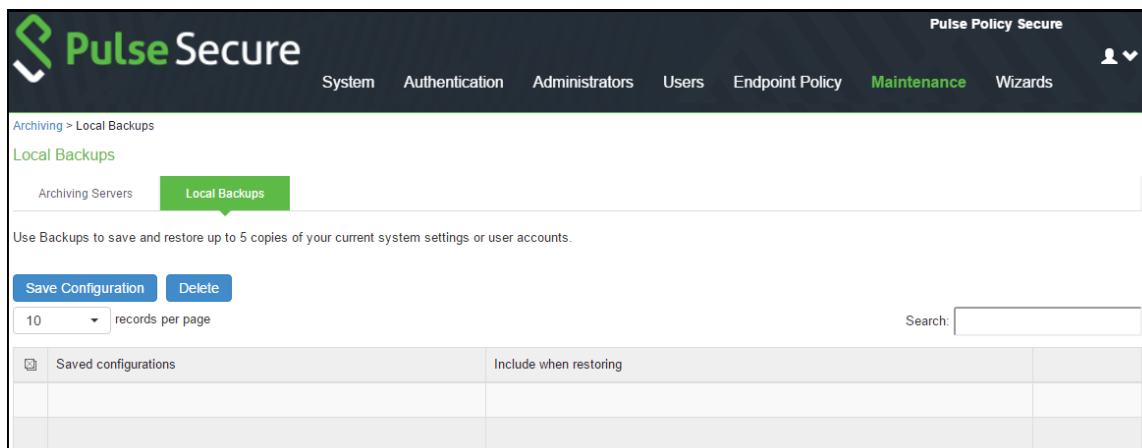 Pulse Policy Secure
Pulse Secure
System Authentication Administrators Users Endpoint Policy Maintenance Wizards
Archiving > Local Backups
Local Backups
Archiving Servers Local Backups
Use Backups to save and restore up to 5 copies of your current system settings or user accounts.
Save Configuration Delete
10 records per page Search:
Saved configurations Include when restoring